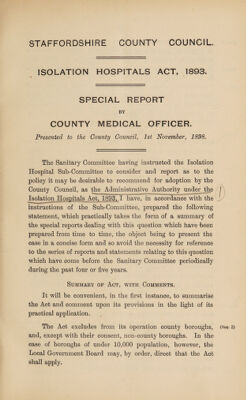 STAFFORDSHIRE COUNTY COUNCIL.
ISOLATION HOSPITALS ACT, 1893.
SPECIAL REPORT
BY
COUNTY MEDICAL OFFICER.
Presented to the County Council, 1st November, 1898.
The Sanitary Committee having instructed the Isolation
Hospital Sub-Committee to consider and report as to the
policy it may be desirable to recommend for adoption by the
County Council, as the Administrative Authority under the
Isolation Hospitals Act, 1893, I have, in accordance with the
instructions of the Sub-Committee, prepared the following
statement, which practically takes the form of a summary of
the special reports dealing with this question which have been
prepared from time to time, the object being to present the
case in a concise form and so avoid the necessity for reference
to the series of reports and statements relating to this question
which have come before the Sanitary Committee periodically
during the past four or five years.
SUMMARY OF ACT, WITH COMMENTS.
It will be convenient, in the first instance, to summarise
the Act and comment upon its provisions in the light of its
practical application.
The Act excludes from its operation county boroughs, (Sec. 2)
and, except with their consent, non-county boroughs. In the
case of boroughs of under 10,000 population, however, the
Local Government Board may, by order, direct that the Act
shall apply.